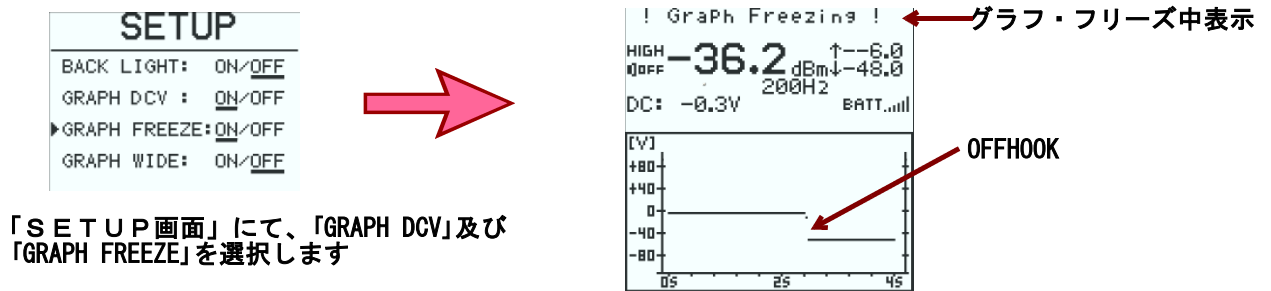 SETUP
BACK LIGHT: ON/OFF
GRAPH DCV : ON/OFF
▶GRAPH FREEZE:ON/OFF
GRAPH WIDE: ON/OFF
「ＳＥＴＵＰ画面」にて、「GRAPH DCV」及び
「GRAPH FREEZE」を選択します
! GraPh Freezing !
グラフ・フリーズ中表示
HIGH -36.2 dBm ↑--6.0
OFF ↓-48.0
200Hz
DC: -0.3V BATT
[V]
+80
+40
0
-40
-80
0S 2S 4S
OFFHOOK